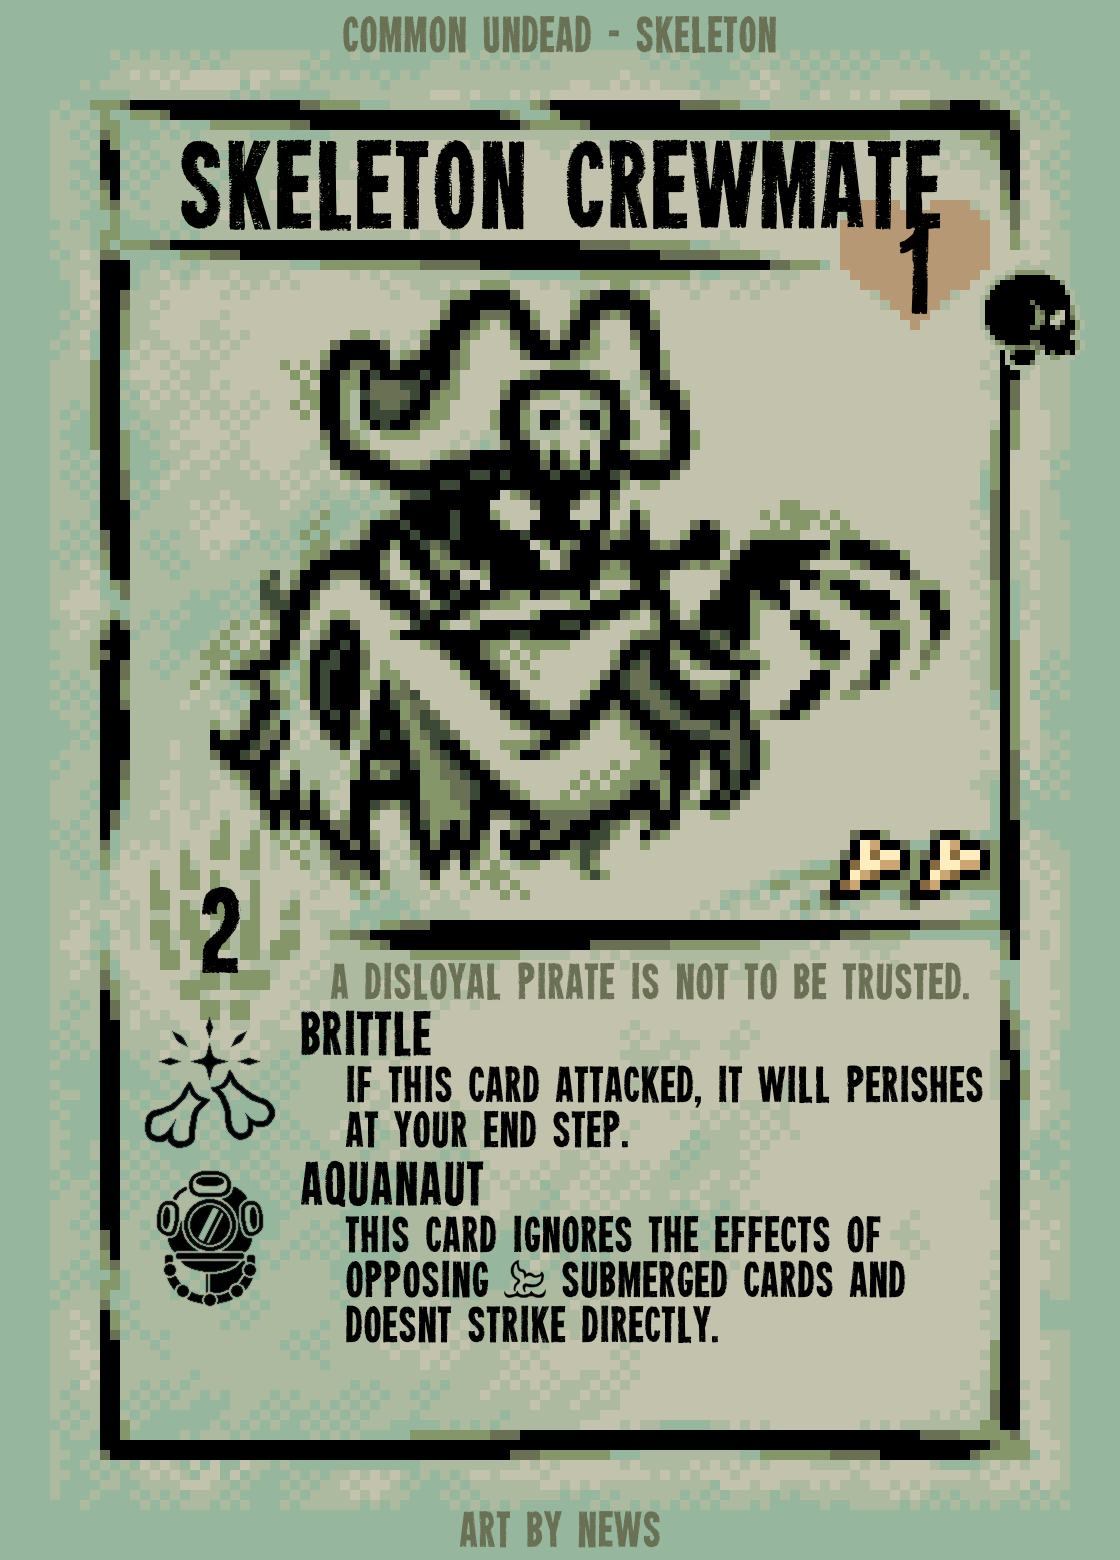 COMMON UNDEAD - SKELETON
SKELETON CREWMATE
1
2
A DISLOYAL PIRATE IS NOT TO BE TRUSTED.
BRITTLE
IF THIS CARD ATTACKED, IT WILL PERISHES
AT YOUR END STEP.
AQUANAUT
THIS CARD IGNORES THE EFFECTS OF
OPPOSING SUBMERGED CARDS AND
DOESNT STRIKE DIRECTLY.
ART BY NEWS